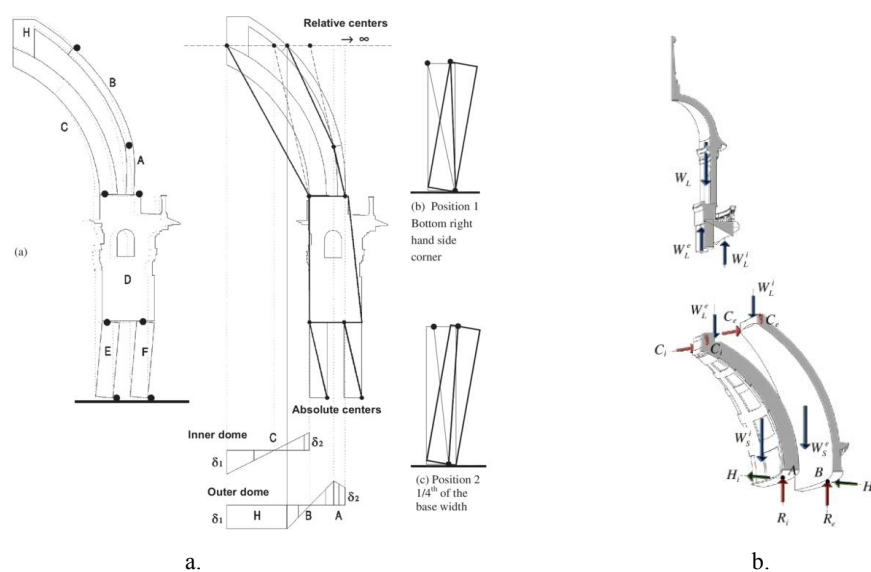 H
B
C
A
(a)
D
E
F
Relative centers
→ ∞
Absolute centers
Inner dome
C
δ₁
δ₂
Outer dome
δ₁
H
B
A
δ₂
(b) Position 1
Bottom right
hand side
corner
(c) Position 2
1/4ᵗʰ of the
base width
a.
W_L
W_L^e
W_L^i
W_L^i
W_L^e
C_e
C_e
C_i
C_i
W_S^i
W_S^e
A
B
H_i
H
R_i
R_e
b.